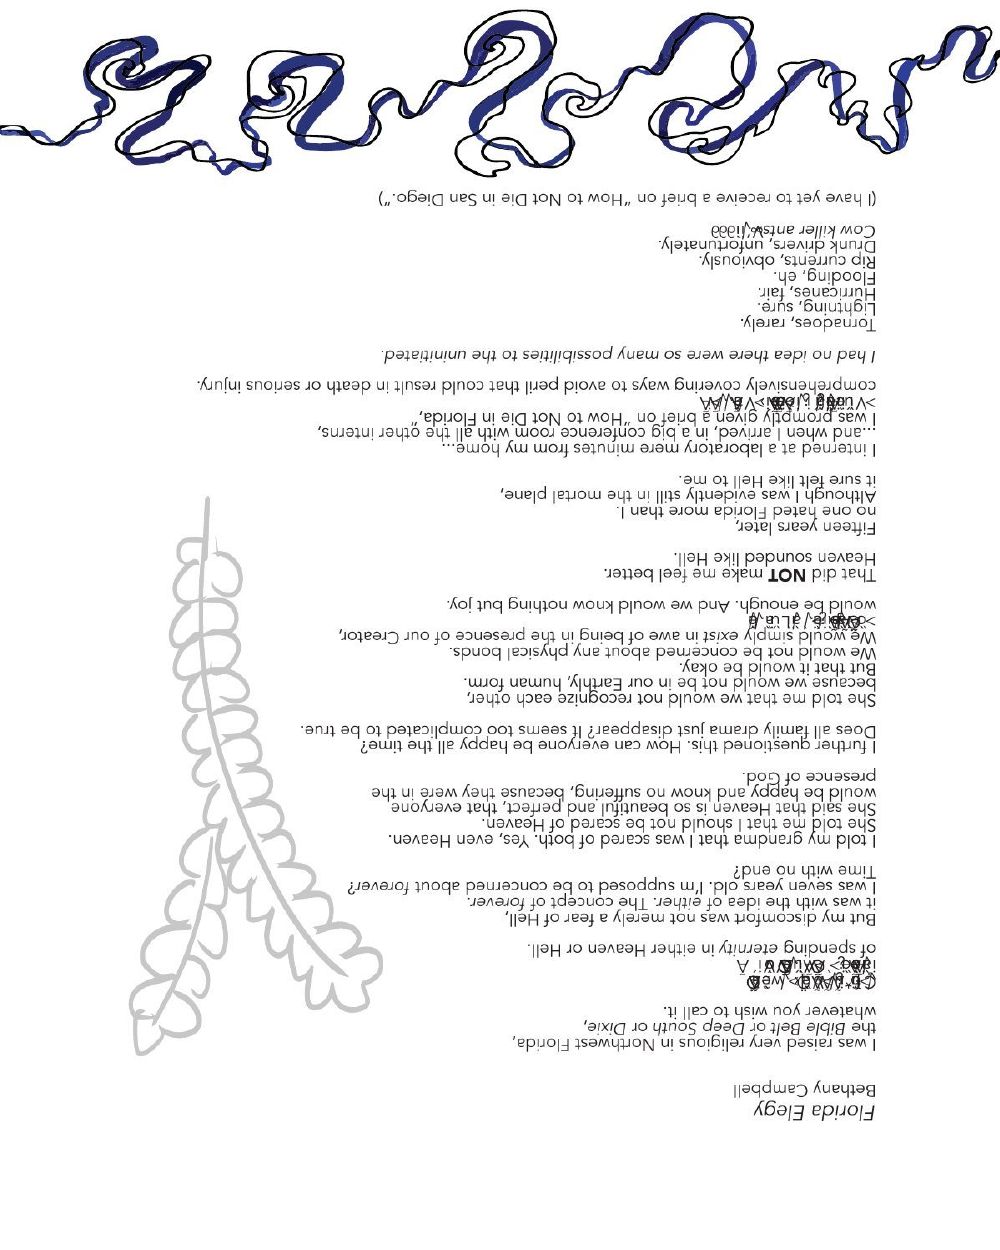 Florida Elegy
Bethany Campbell
I was raised very religious in Northwest Florida,
the Bible Belt or Deep South or Dixie,
whatever you wish to call it.
of spending eternity in either Heaven or Hell.
But my discomfort was not merely a fear of Hell,
it was with the idea of either. The concept of forever.
I was seven years old. I'm supposed to be concerned about forever?
Time with no end?
I told my grandma that I was scared of both. Yes, even Heaven.
She told me that I should not be scared of Heaven.
She said that Heaven is so beautiful and perfect, that everyone
would be happy and know no suffering, because they were in the
presence of God.
I further questioned this. How can everyone be happy all the time?
Does all family drama just disappear? It seems too complicated to be true.
She told me that we would not recognize each other,
because we would not be in our Earthly, human form.
But that it would be okay.
We would not be concerned about any physical bonds.
We would simply exist in awe of being in the presence of our Creator,
would be enough. And we would know nothing but joy.
That did NOT make me feel better.
Heaven sounded like Hell.
Fifteen years later,
no one hated Florida more than I.
Although I was evidently still in the mortal plane,
it sure felt like Hell to me.
I interned at a laboratory mere minutes from my home...
...and when I arrived, in a big conference room with all the other interns,
I was promptly given a brief on "How to Not Die in Florida,"
comprehensively covering ways to avoid peril that could result in death or serious injury.
I had no idea there were so many possibilities to the uninitiated.
Tornadoes, rarely.
Lightning, sure.
Hurricanes, fair.
Flooding, eh.
Rip currents, obviously.
Drunk drivers, unfortunately.
Cow killer ants
(I have yet to receive a brief on "How to Not Die in San Diego.")